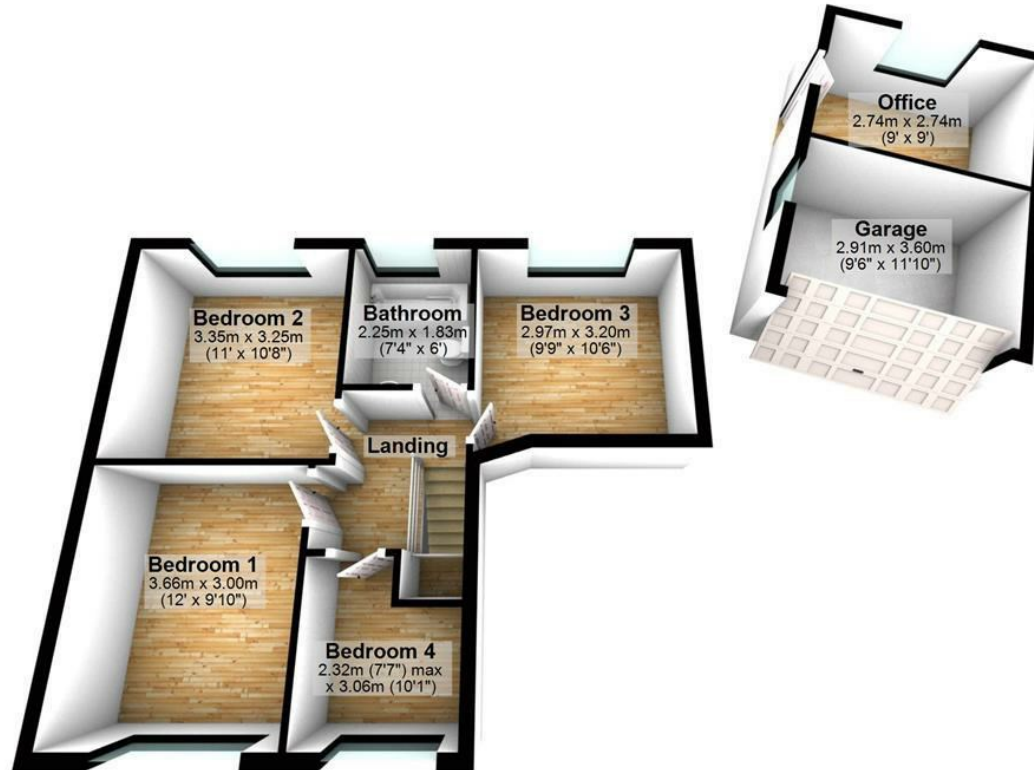 Office
2.74m x 2.74m
(9' x 9')
Garage
2.91m x 3.60m
(9'6" x 11'10")
Bedroom 2
3.35m x 3.25m
(11' x 10'8")
Bathroom
2.25m x 1.83m
(7'4" x 6')
Bedroom 3
2.97m x 3.20m
(9'9" x 10'6")
Landing
Bedroom 1
3.66m x 3.00m
(12' x 9'10")
Bedroom 4
2.32m (7'7") max
x 3.06m (10'1")